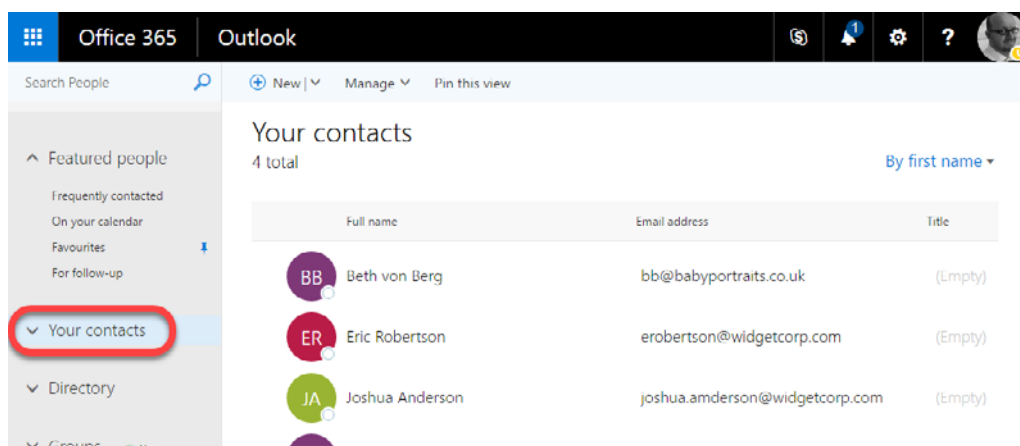 Office 365 Outlook 1 ?
Search People New Manage Pin this view
Your contacts
4 total By first name
Featured people
Frequently contacted
On your calendar
Favourites
For follow-up
Your contacts
Directory
Groups
Full name Email address Title
BB Beth von Berg bb@babyportraits.co.uk (Empty)
ER Eric Robertson erobertson@widgetcorp.com (Empty)
JA Joshua Anderson joshua.amderson@widgetcorp.com (Empty)